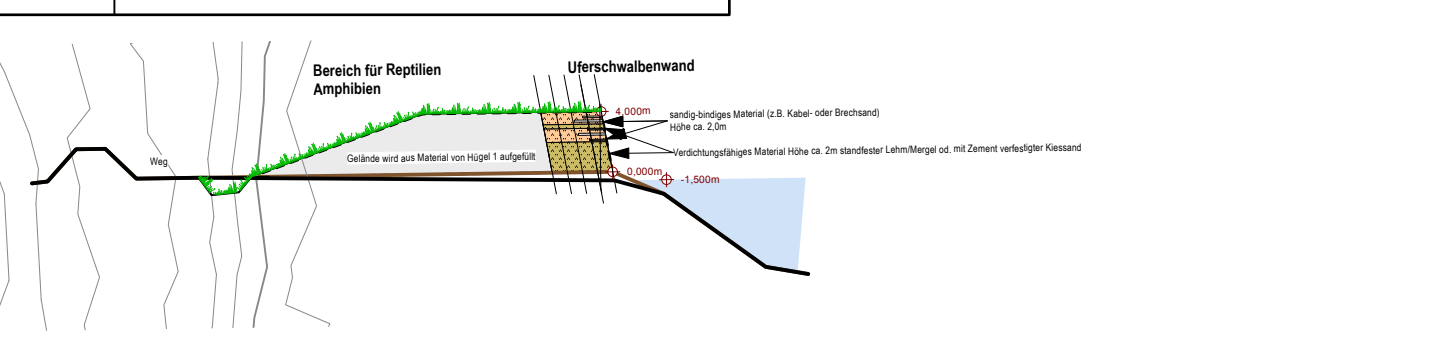 Bereich für Reptilien
Amphibien
Uferschwalbenwand
4,000m
sandig-bindiges Material (z.B. Kabel- oder Brechsand)
Höhe ca. 2,0m
Verdichtungsfähiges Material Höhe ca. 2m standfester Lehm/Mergel od. mit Zement verfestigter Kiessand
Weg
Gelände wird aus Material von Hügel 1 aufgefüllt
0,000m
-1,500m